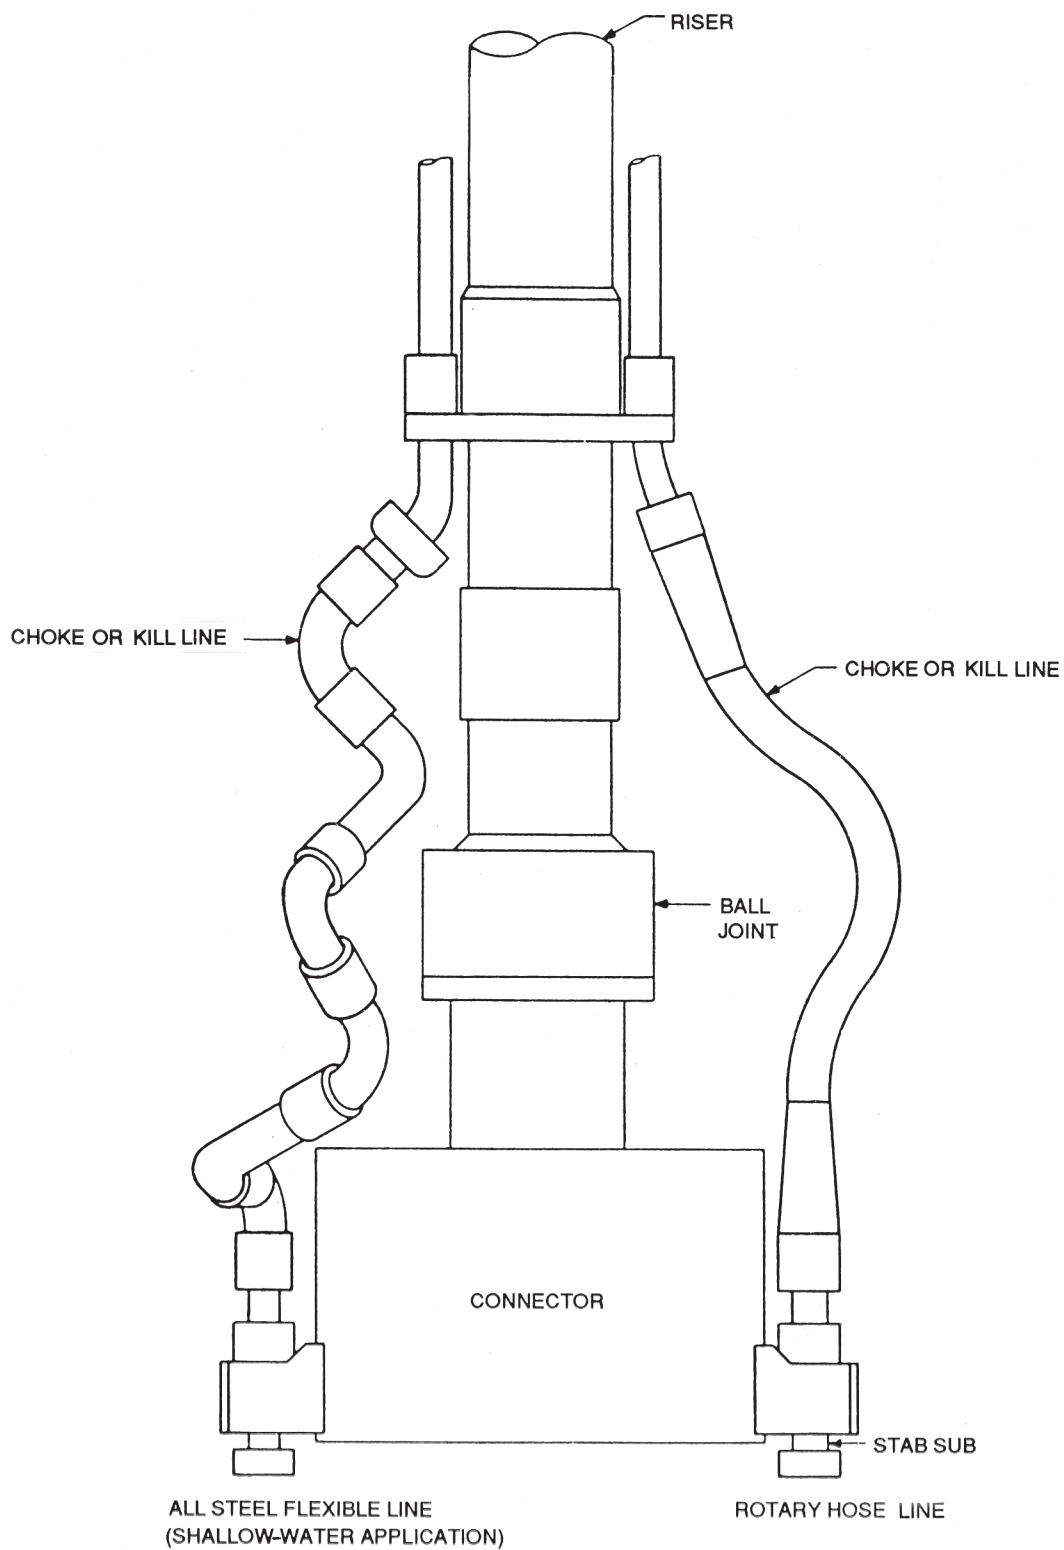 RISER
CHOKE OR KILL LINE
CHOKE OR KILL LINE
BALL
JOINT
CONNECTOR
STAB SUB
ALL STEEL FLEXIBLE LINE
(SHALLOW-WATER APPLICATION)
ROTARY HOSE LINE